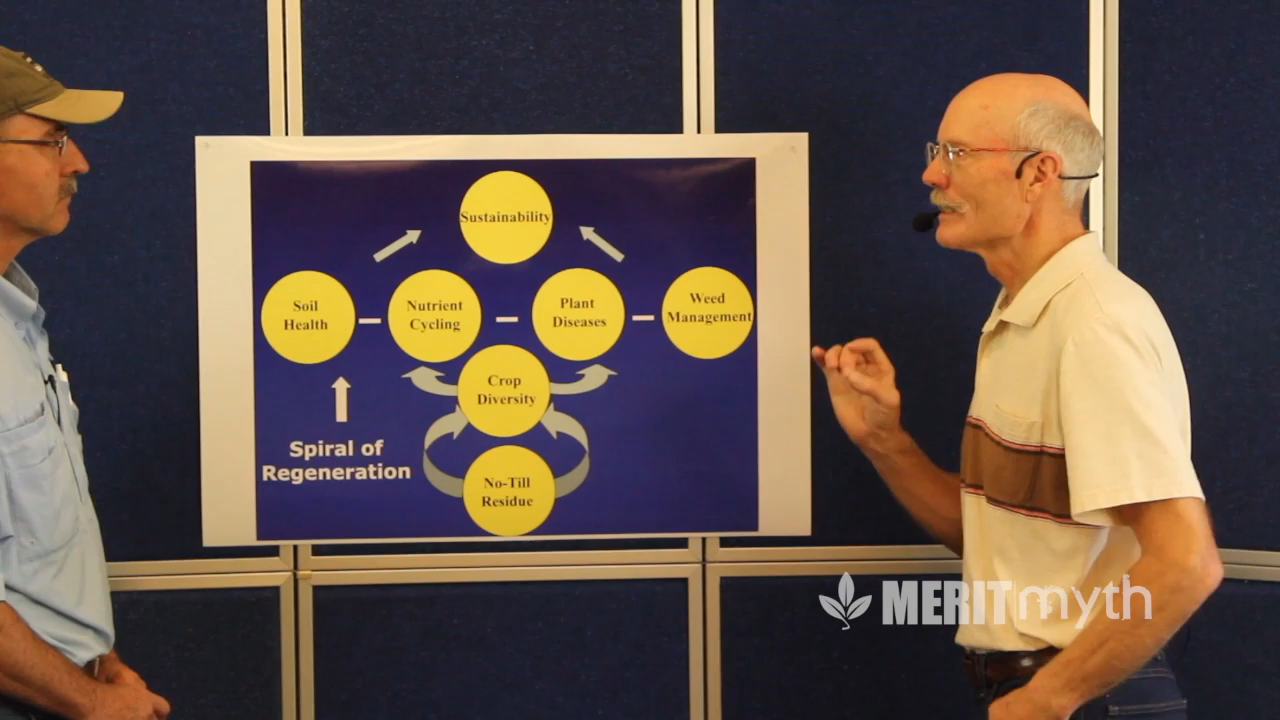 Sustainability
Soil
Health
Nutrient
Cycling
Plant
Diseases
Weed
Management
Crop
Diversity
Spiral of
Regeneration
No-Till
Residue
MERITmyth